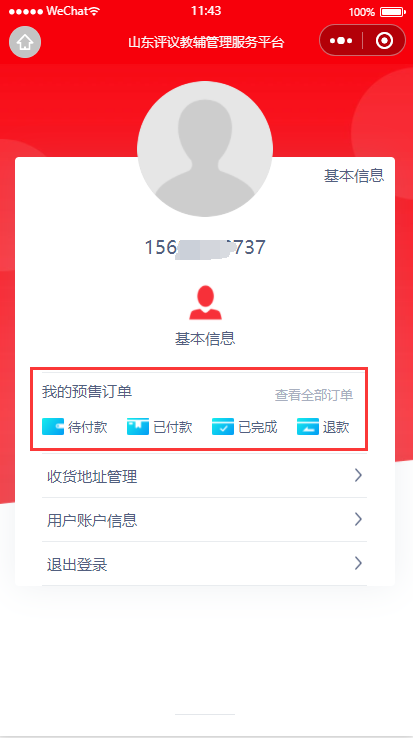 WeChat 11:43 100%
山东评议教辅管理服务平台
基本信息
156 737
基本信息
我的预售订单 查看全部订单
待付款 已付款 已完成 退款
收货地址管理
用户账户信息
退出登录